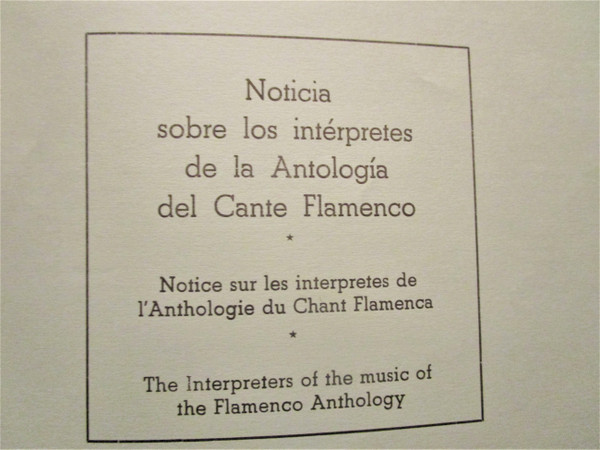 Noticia
sobre los intérpretes
de la Antología
del Cante Flamenco
*
Notice sur les interpretes de
l'Anthologie du Chant Flamenca
*
The Interpreters of the music of
the Flamenco Anthology